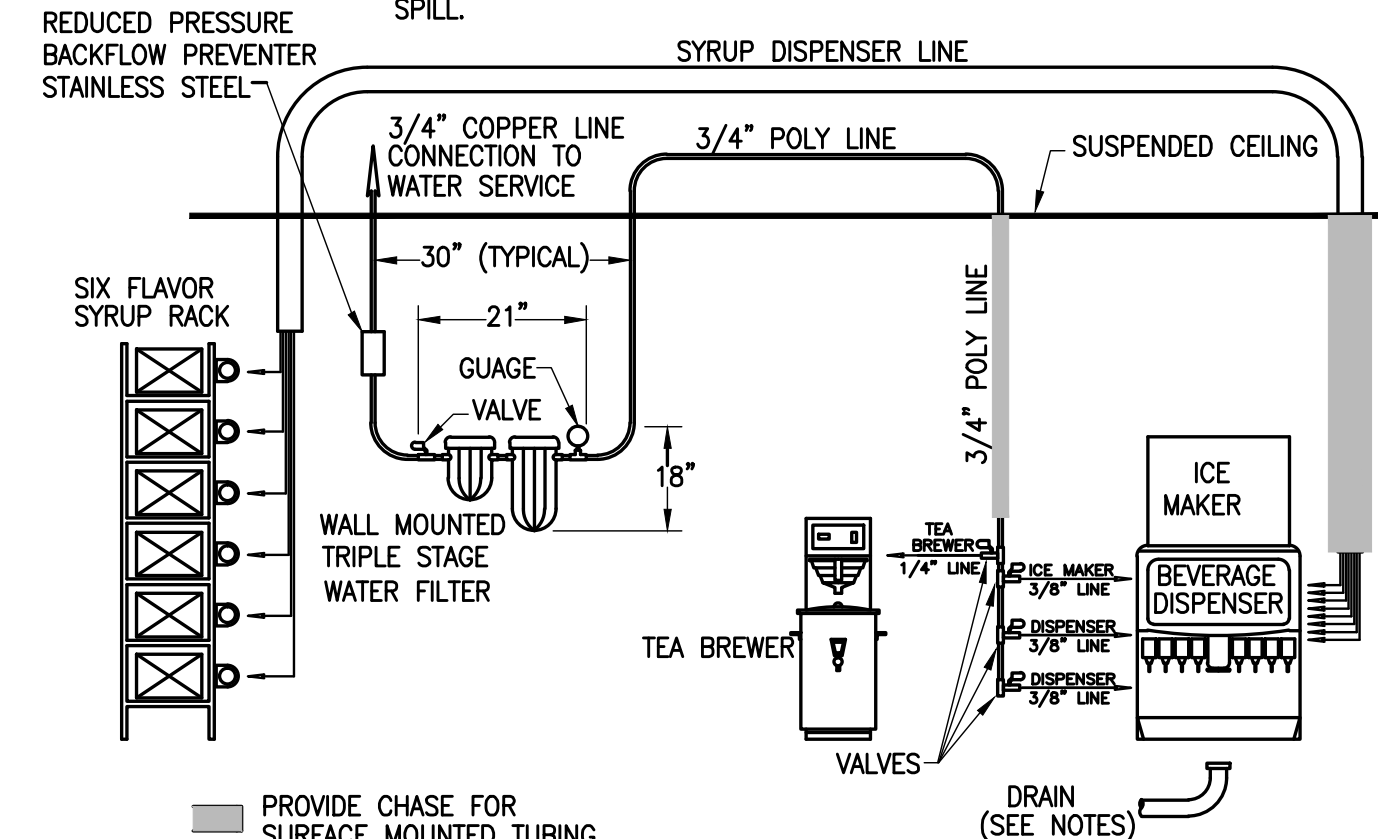 SPILL.
REDUCED PRESSURE
BACKFLOW PREVENTER
STAINLESS STEEL
SYRUP DISPENSER LINE
3/4" COPPER LINE
CONNECTION TO
WATER SERVICE
3/4" POLY LINE
SUSPENDED CEILING
30" (TYPICAL)
SIX FLAVOR
SYRUP RACK
21"
GUAGE
VALVE
18"
3/4" POLY LINE
WALL MOUNTED
TRIPLE STAGE
WATER FILTER
ICE
MAKER
TEA
BREWER
1/4" LINE
ICE MAKER
3/8" LINE
BEVERAGE
DISPENSER
DISPENSER
3/8" LINE
TEA BREWER
DISPENSER
3/8" LINE
VALVES
DRAIN
(SEE NOTES)
PROVIDE CHASE FOR
SURFACE MOUNTED TUBING